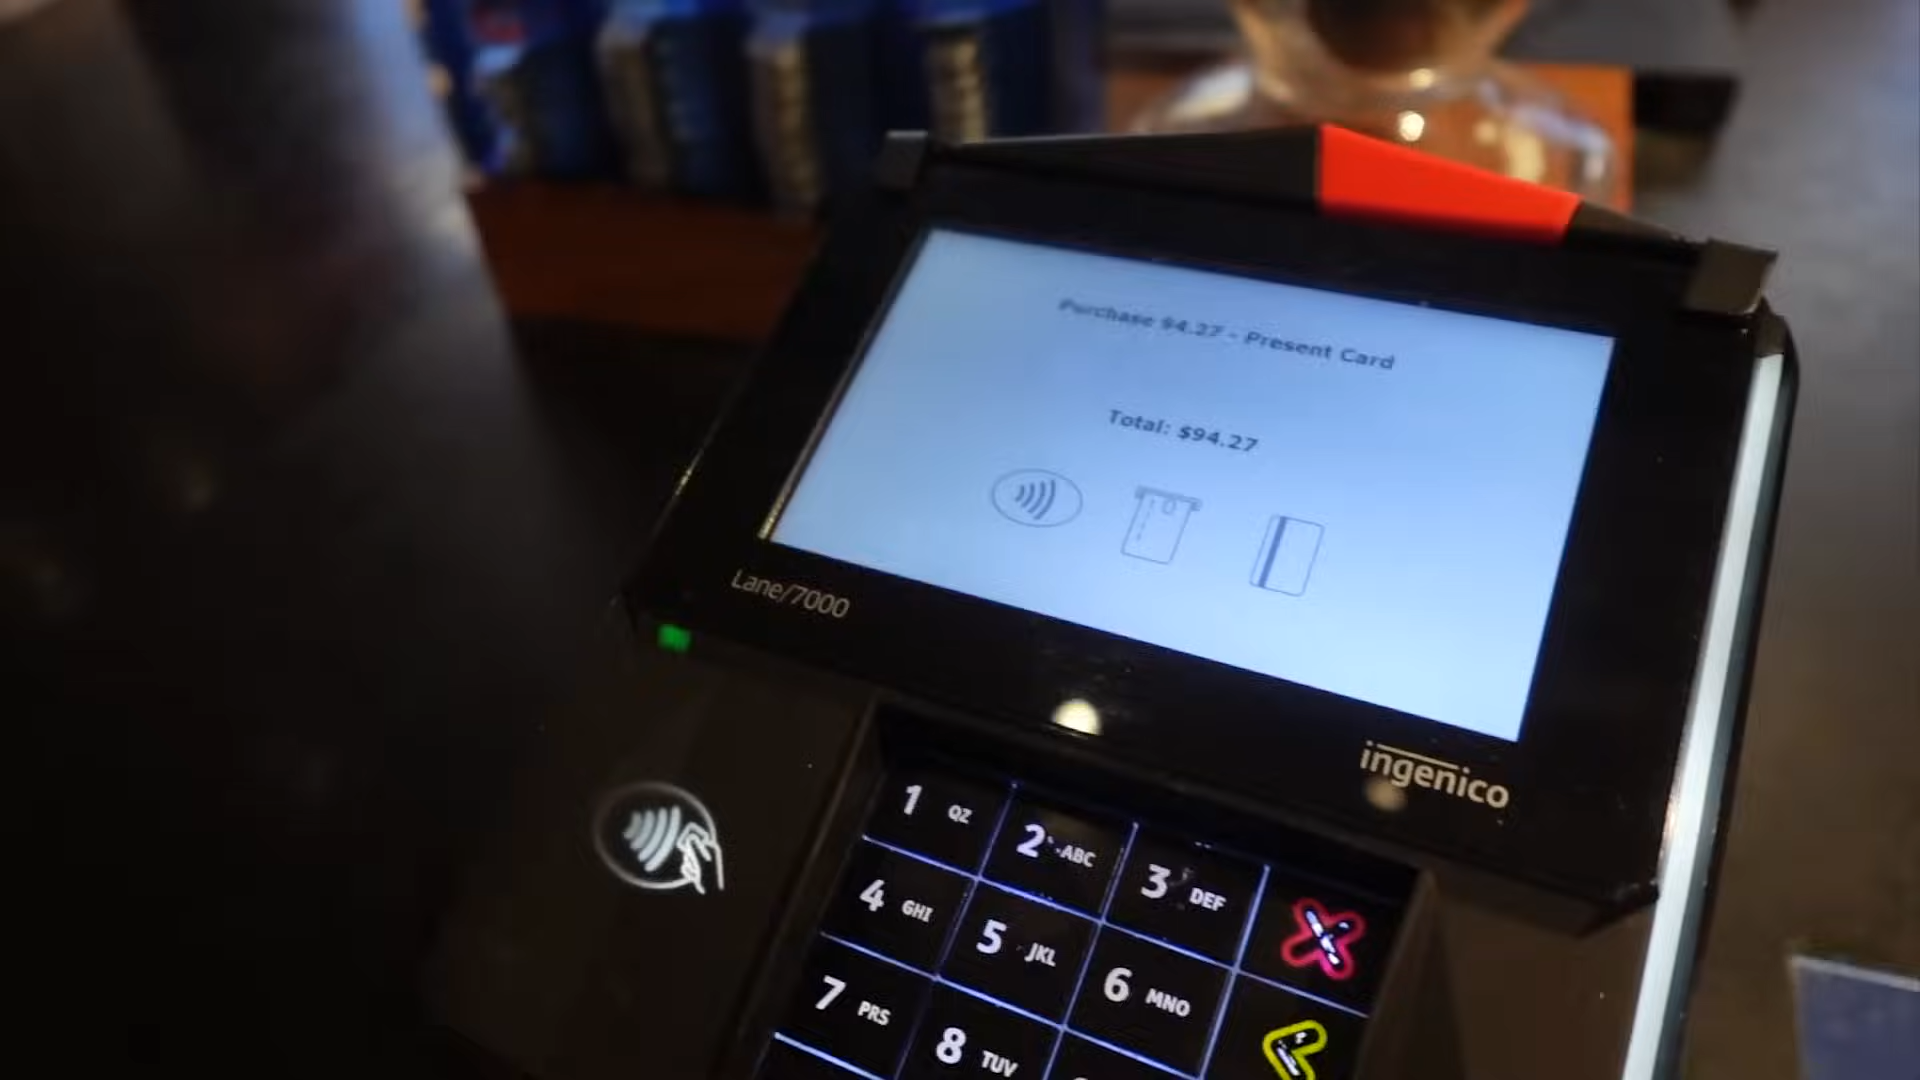 Purchase $4.27 - Present Card
Total: $94.27
Lane/7000
ingenico
1 QZ
2 ABC
3 DEF
4 GHI
5 JKL
6 MNO
7 PRS
8 TUV